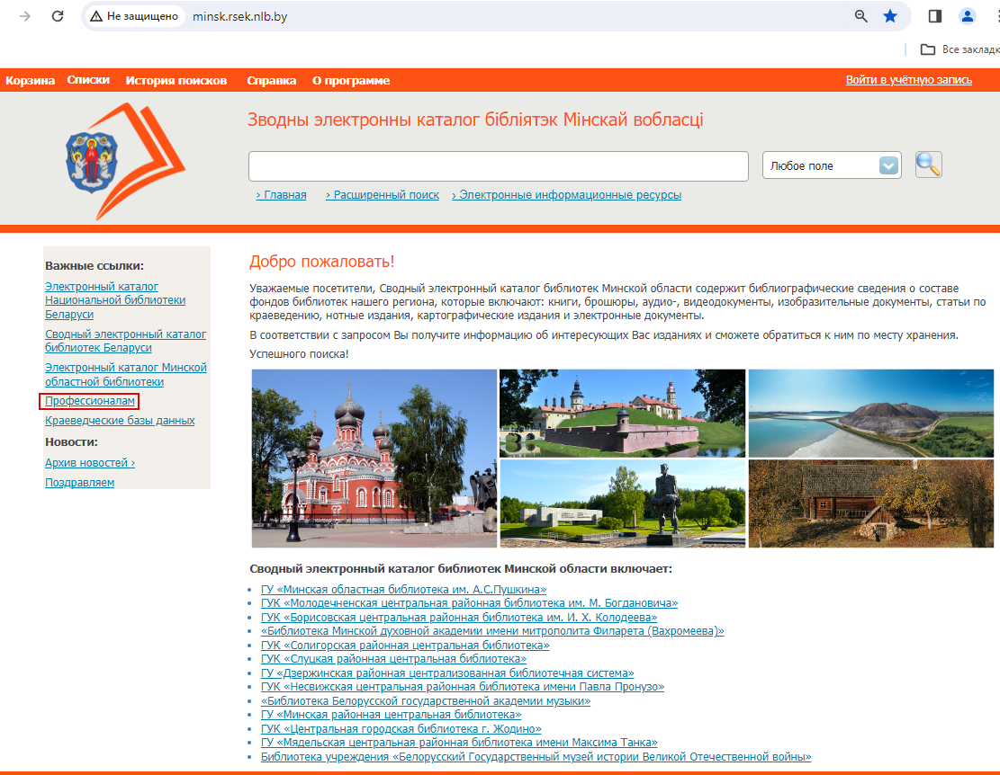 Не защищено
minsk.rsek.nlb.by
Все закладк
Корзина Списки История поисков Справка О программе
Войти в учётную запись
Зводны электронны каталог бібліятэк Мінскай вобласці
Любое поле
› Главная › Расширенный поиск › Электронные информационные ресурсы
Важные ссылки:
Электронный каталог
Национальной библиотеки
Беларуси
Сводный электронный каталог
библиотек Беларуси
Электронный каталог Минской
областной библиотеки
Профессионалам
Краеведческие базы данных
Новости:
Архив новостей ›
Поздравляем
Добро пожаловать!
Уважаемые посетители, Сводный электронный каталог библиотек Минской области содержит библиографические сведения о составе
фондов библиотек нашего региона, которые включают: книги, брошюры, аудио-, видеодокументы, изобразительные документы, статьи по
краеведению, нотные издания, картографические издания и электронные документы.
В соответствии с запросом Вы получите информацию об интересующих Вас изданиях и сможете обратиться к ним по месту хранения.
Успешного поиска!
Сводный электронный каталог библиотек Минской области включает:
• ГУ «Минская областная библиотека им. А.С.Пушкина»
• ГУК «Молодечненская центральная районная библиотека им. М. Богдановича»
• ГУК «Борисовская центральная районная библиотека им. И. Х. Колодеева»
• «Библиотека Минской духовной академии имени митрополита Филарета (Вахромеева)»
• ГУК «Солигорская районная центральная библиотека»
• ГУК «Слуцкая районная центральная библиотека»
• ГУ «Дзержинская районная централизованная библиотечная система»
• ГУК «Несвижская центральная районная библиотека имени Павла Пронузо»
• «Библиотека Белорусской государственной академии музыки»
• ГУ «Минская районная центральная библиотека»
• ГУК «Центральная городская библиотека г. Жодино»
• ГУ «Мядельская центральная районная библиотека имени Максима Танка»
• Библиотека учреждения «Белорусский Государственный музей истории Великой Отечественной войны»